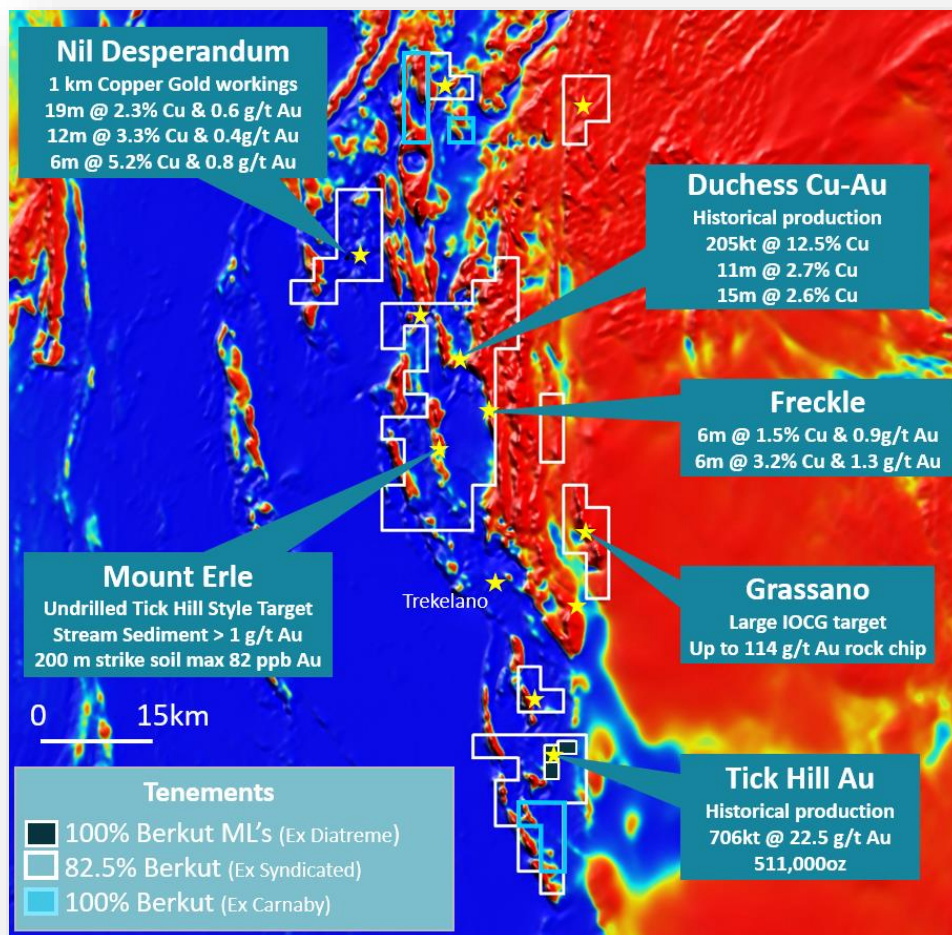 Nil Desperandum
1 km Copper Gold workings
19m @ 2.3% Cu & 0.6 g/t Au
12m @ 3.3% Cu & 0.4g/t Au
6m @ 5.2% Cu & 0.8 g/t Au
Duchess Cu-Au
Historical production
205kt @ 12.5% Cu
11m @ 2.7% Cu
15m @ 2.6% Cu
Freckle
6m @ 1.5% Cu & 0.9g/t Au
6m @ 3.2% Cu & 1.3 g/t Au
Mount Erle
Undrilled Tick Hill Style Target
Stream Sediment > 1 g/t Au
200 m strike soil max 82 ppb Au
Trekelano
Grassano
Large IOCG target
Up to 114 g/t Au rock chip
0 15km
Tick Hill Au
Historical production
706kt @ 22.5 g/t Au
511,000oz
Tenements
100% Berkut ML's (Ex Diatreme)
82.5% Berkut (Ex Syndicated)
100% Berkut (Ex Carnaby)